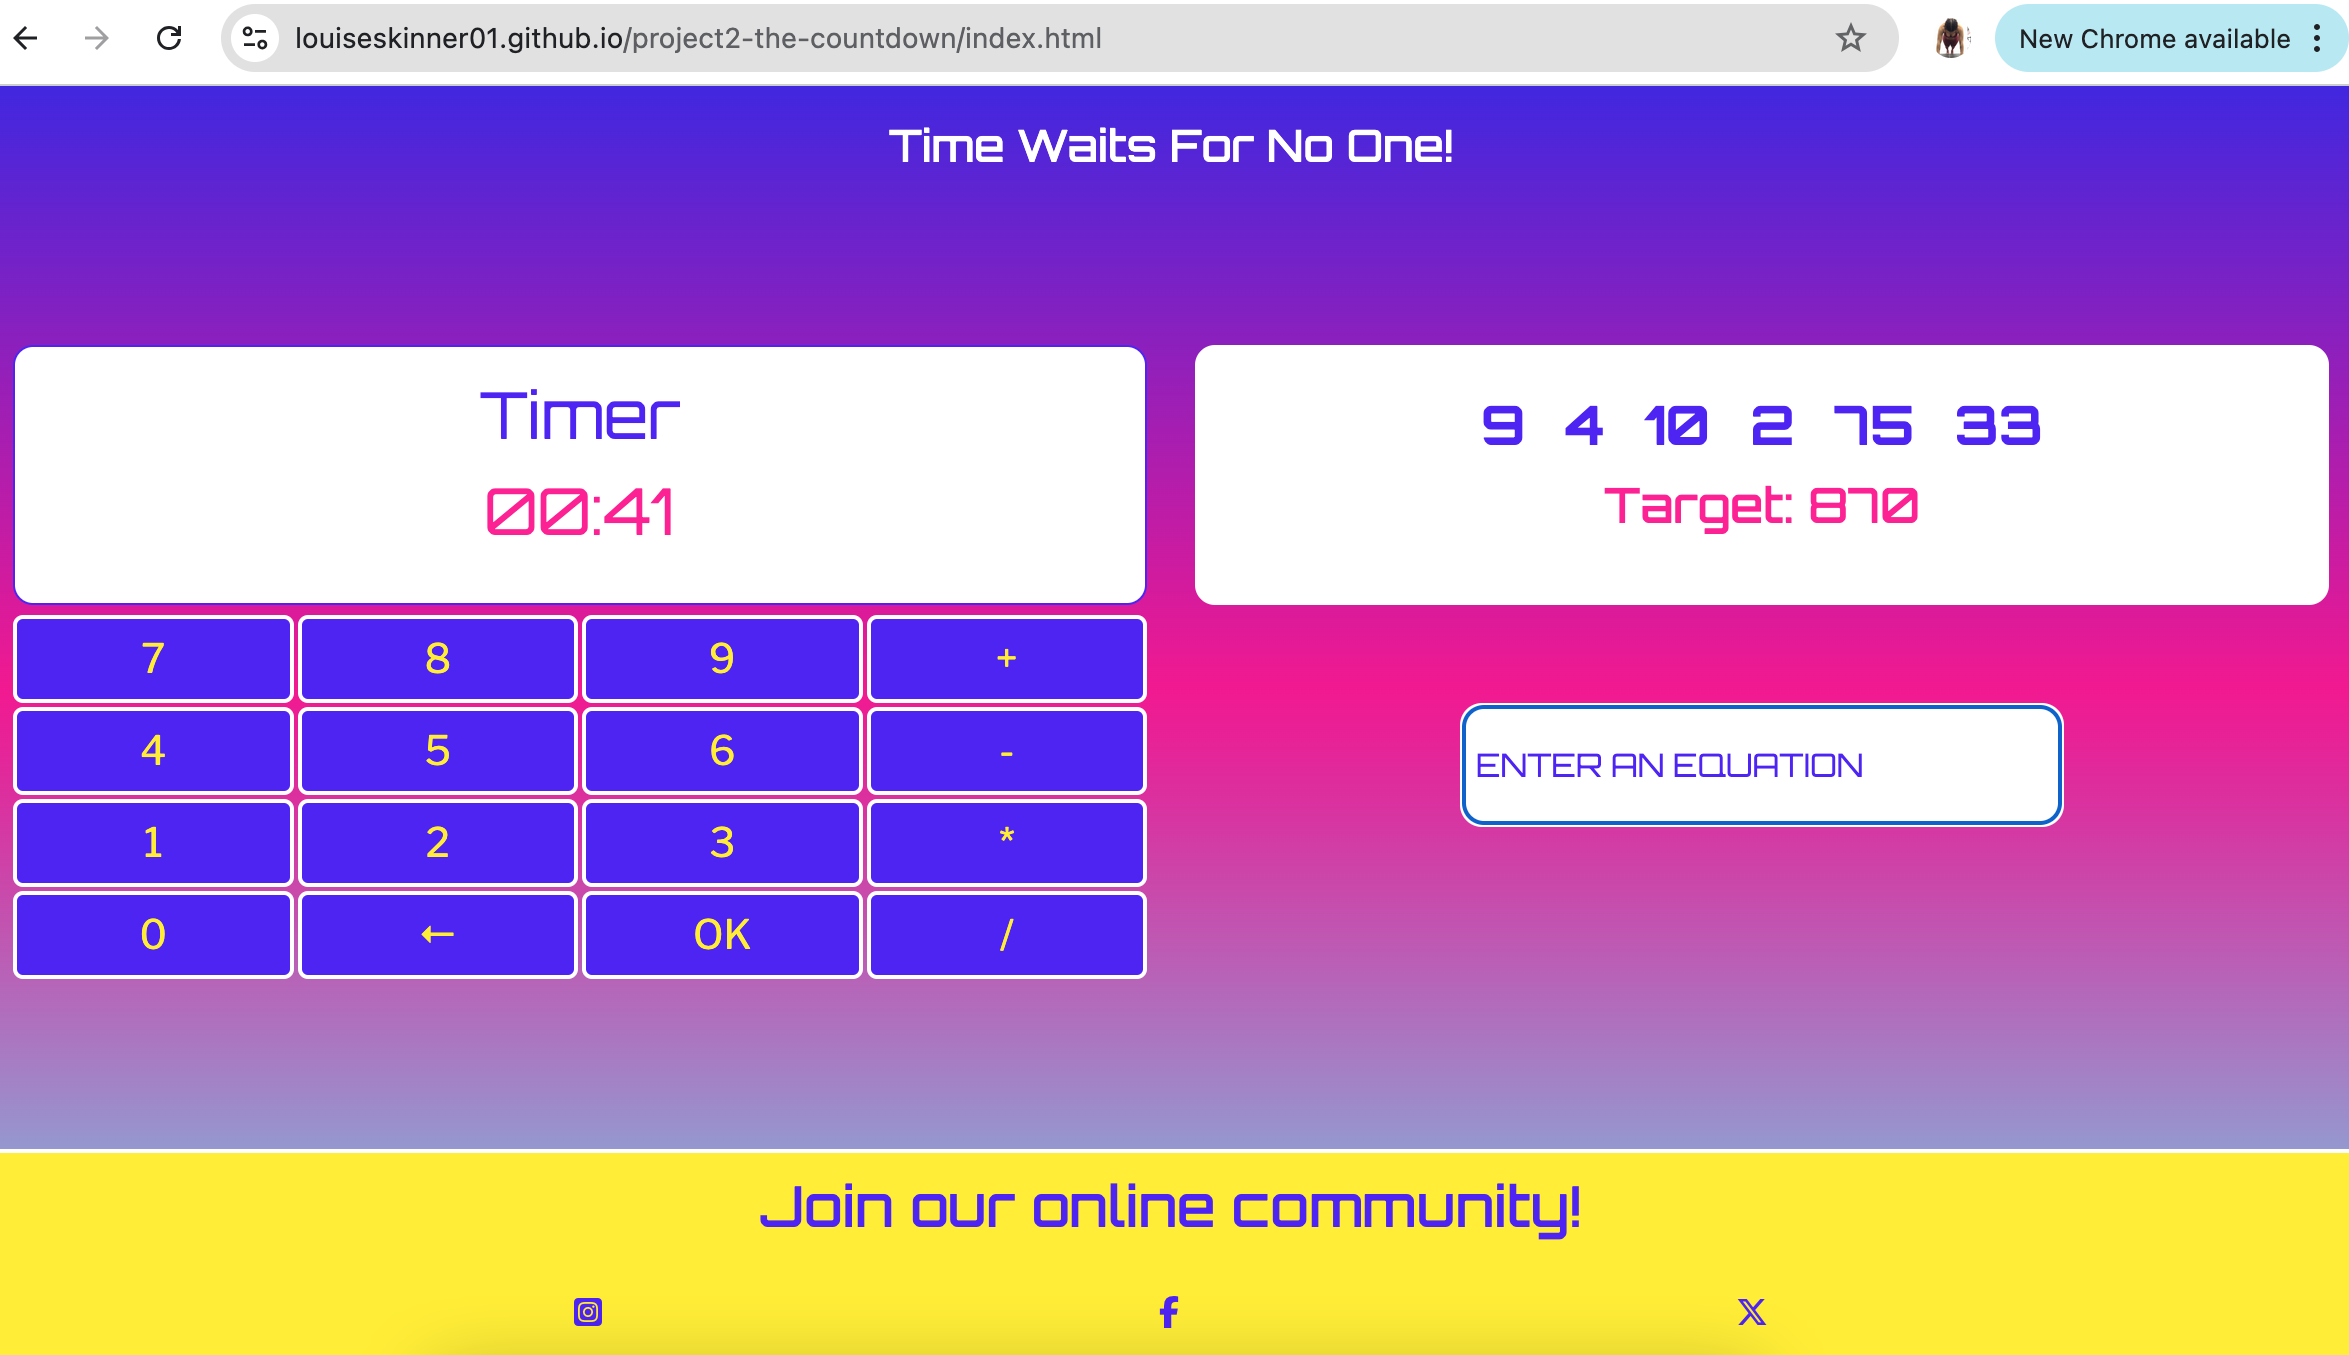 louiseskinner01.github.io/project2-the-countdown/index.html
New Chrome available
Time Waits For No One!
Timer
00:41
9 4 10 2 75 33
Target: 870
7 8 9 +
4 5 6 -
1 2 3 *
0 ← OK /
ENTER AN EQUATION
Join our online community!